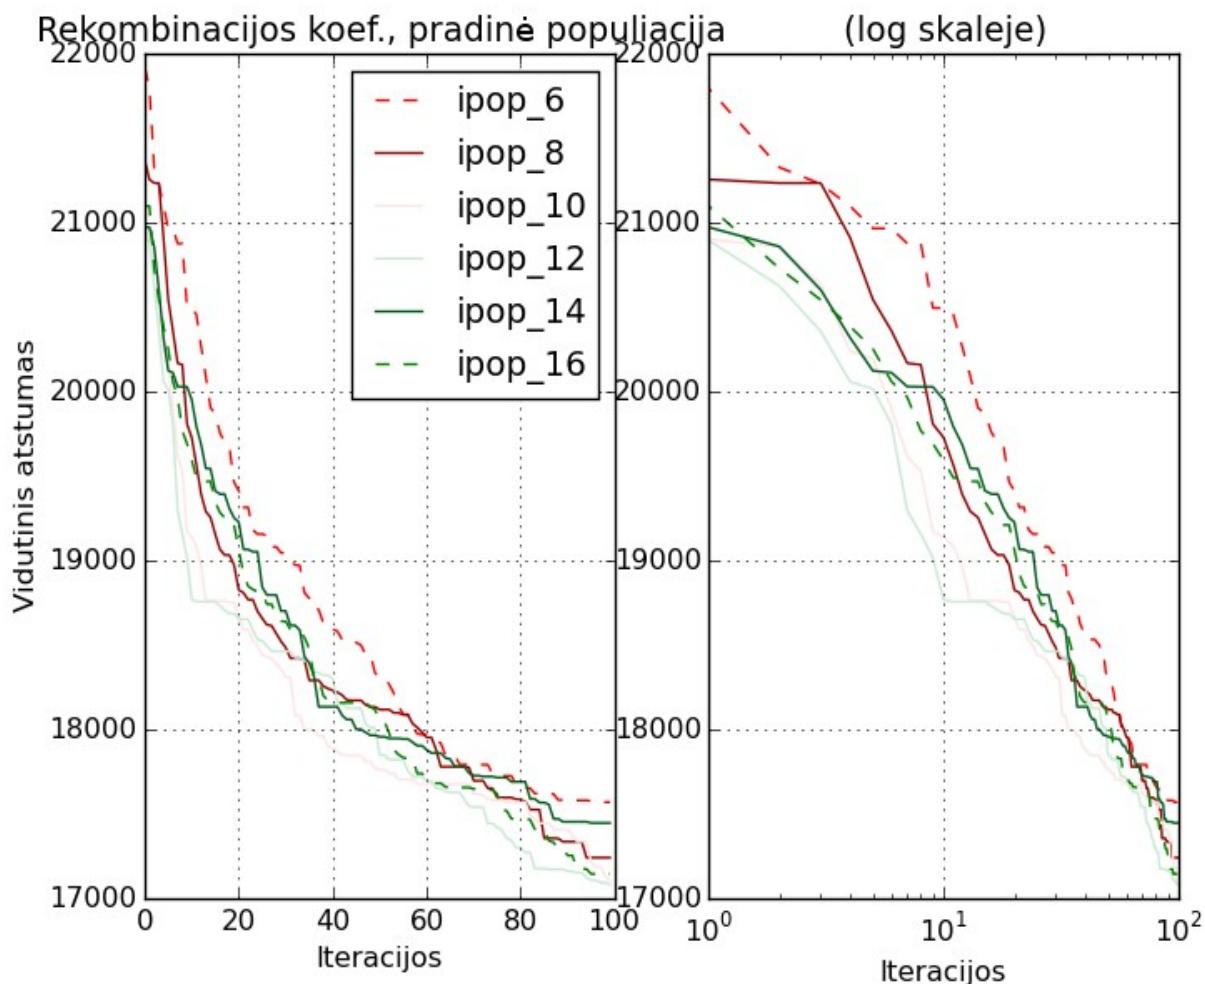 Rekombinacijos koef., pradinė populiacija
(log skaleje)
22000
21000
20000
19000
18000
17000
Vidutinis atstumas
0 20 40 60 80 100
Iteracijos
ipop_6
ipop_8
ipop_10
ipop_12
ipop_14
ipop_16
22000
21000
20000
19000
18000
17000
10⁰ 10¹ 10²
Iteracijos